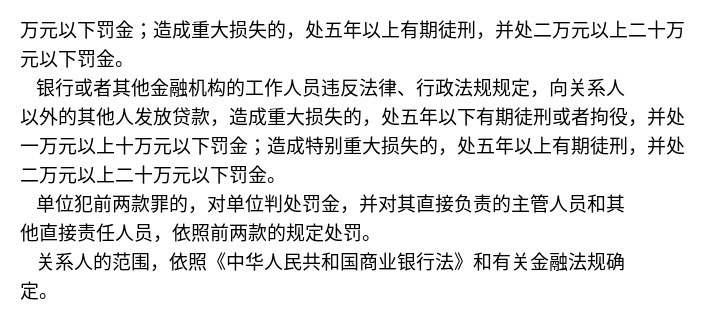 万元以下罚金；造成重大损失的，处五年以上有期徒刑，并处二万元以上二十万
元以下罚金。
银行或者其他金融机构的工作人员违反法律、行政法规规定，向关系人
以外的其他人发放贷款，造成重大损失的，处五年以下有期徒刑或者拘役，并处
一万元以上十万元以下罚金；造成特别重大损失的，处五年以上有期徒刑，并处
二万元以上二十万元以下罚金。
单位犯前两款罪的，对单位判处罚金，并对其直接负责的主管人员和其
他直接责任人员，依照前两款的规定处罚。
关系人的范围，依照《中华人民共和国商业银行法》和有关金融法规确
定。